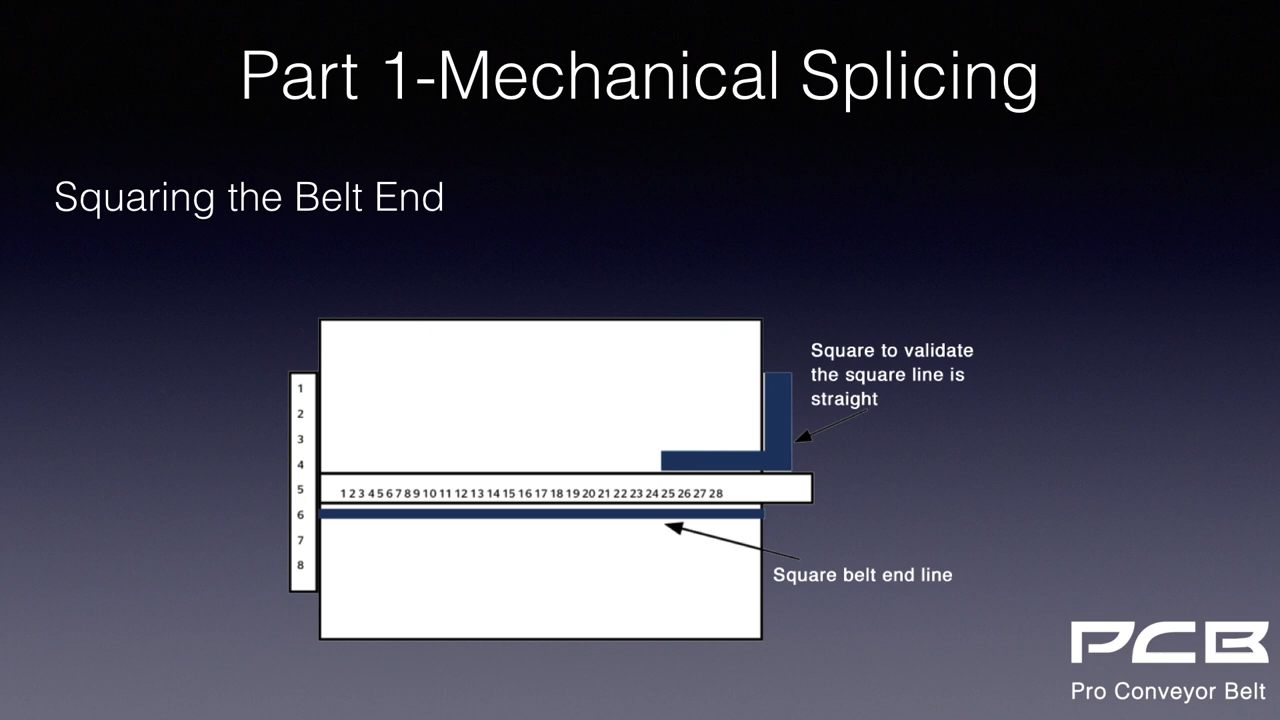 Part 1-Mechanical Splicing
Squaring the Belt End
Square to validate
the square line is
straight
1
2
3
4
5
6
7
8
1 2 3 4 5 6 7 8 9 10 11 12 13 14 15 16 17 18 19 20 21 22 23 24 25 26 27 28
Square belt end line
PCB
Pro Conveyor Belt